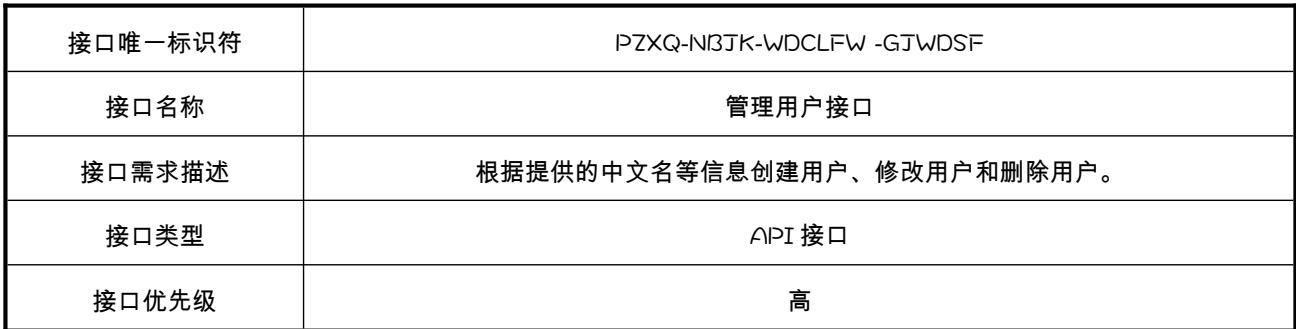 接口唯一标识符 PZXQ-NBJK-WDCLFW -GJWDSF
接口名称 管理用户接口
接口需求描述 根据提供的中文名等信息创建用户、修改用户和删除用户。
接口类型 API 接口
接口优先级 高